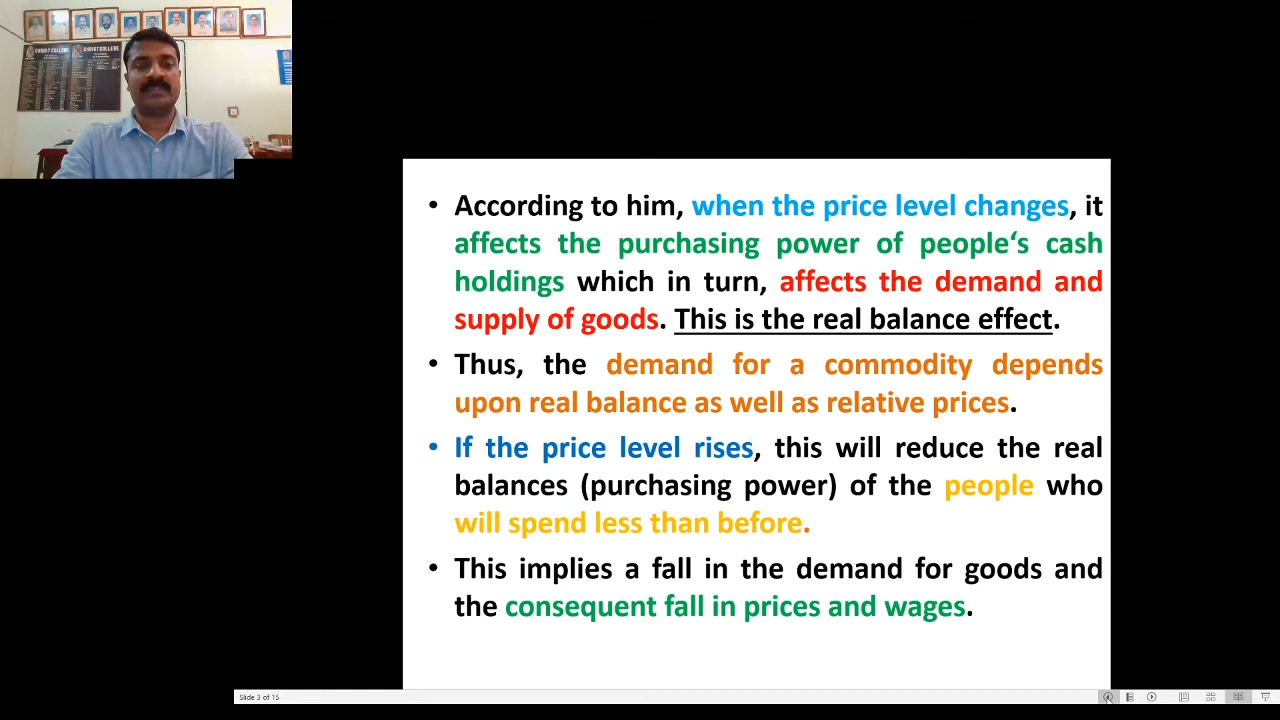 CHRIST COLLEGE CHRIST COLLEGE
• According to him, when the price level changes, it
affects the purchasing power of people‘s cash
holdings which in turn, affects the demand and
supply of goods. This is the real balance effect.
• Thus, the demand for a commodity depends
upon real balance as well as relative prices.
• If the price level rises, this will reduce the real
balances (purchasing power) of the people who
will spend less than before.
• This implies a fall in the demand for goods and
the consequent fall in prices and wages.
Slide 3 of 15